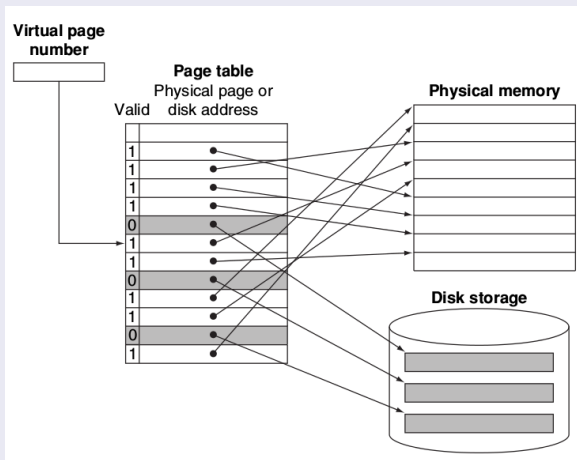 Virtual page
number
Page table
Physical page or
Valid disk address
Physical memory
1
1
1
1
0
1
1
0
1
1
0
1
Disk storage